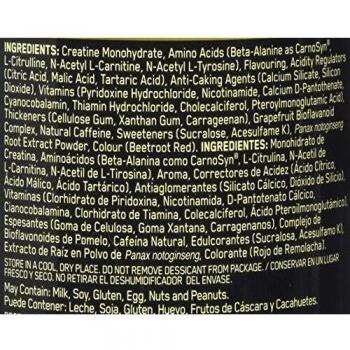 INGREDIENTS: Creatine Monohydrate, Amino Acids (Beta-Alanine as CarnoSyn®,
L-Citrulline, N-Acetyl L-Carnitine, N-Acetyl L-Tyrosine), Flavouring, Acidity Regulators
(Citric Acid, Malic Acid, Tartaric Acid), Anti-Caking Agents (Calcium Silicate, Silicon
Dioxide), Vitamins (Pyridoxine Hydrochloride, Nicotinamide, Calcium D-Pantothenate,
Cyanocobalamin, Thiamin Hydrochloride, Cholecalciferol, Pteroylmonoglutamic Acid),
Thickeners (Cellulose Gum, Xanthan Gum, Carrageenan), Grapefruit Bioflavanoid
Complex, Natural Caffeine, Sweeteners (Sucralose, Acesulfame K), Panax notoginseng
Root Extract Powder, Colour (Beetroot Red). INGREDIENTES: Monohidrato de
Creatina, Aminoácidos (Beta-Alanina como CarnoSyn®, L-Citrulina, N-Acetil de
L-Carnitina, N-Acetil de L-Tirosina), Aroma, Correctores de Acidez (Ácido Cítrico,
Ácido Málico, Ácido Tartárico), Antiaglomerantes (Silicato Cálcico, Dióxido de Silicio),
Vitaminas (Clorhidrato de Piridoxina, Nicotinamida, D-Pantotenato Cálcico,
Cianocobalamina, Clorhidrato de Tiamina, Colecalciferol, Ácido Pteroilmonoglutámico),
Espesantes (Goma de Celulosa, Goma Xantana, Carragenanos), Complejo de
Bioflavonoides de Pomelo, Cafeína Natural, Edulcorantes (Sucralosa, Acesulfamo K),
Extracto de Raíz en Polvo de Panax notoginseng, Colorante (Rojo de Remolacha).
STORE IN A COOL, DRY PLACE. DO NOT REMOVE DESSICANT FROM PACKAGE. / CONSERVAR EN UN LUGAR
FRESCO Y SECO. NO RETIRAR EL DESHUMIDIFICADOR DEL ENVASE.
May Contain: Milk, Soy, Gluten, Egg, Nuts and Peanuts.
Puede Contener: Leche, Soja, Gluten, Huevo, Frutos de Cáscara y Cacahuetes.